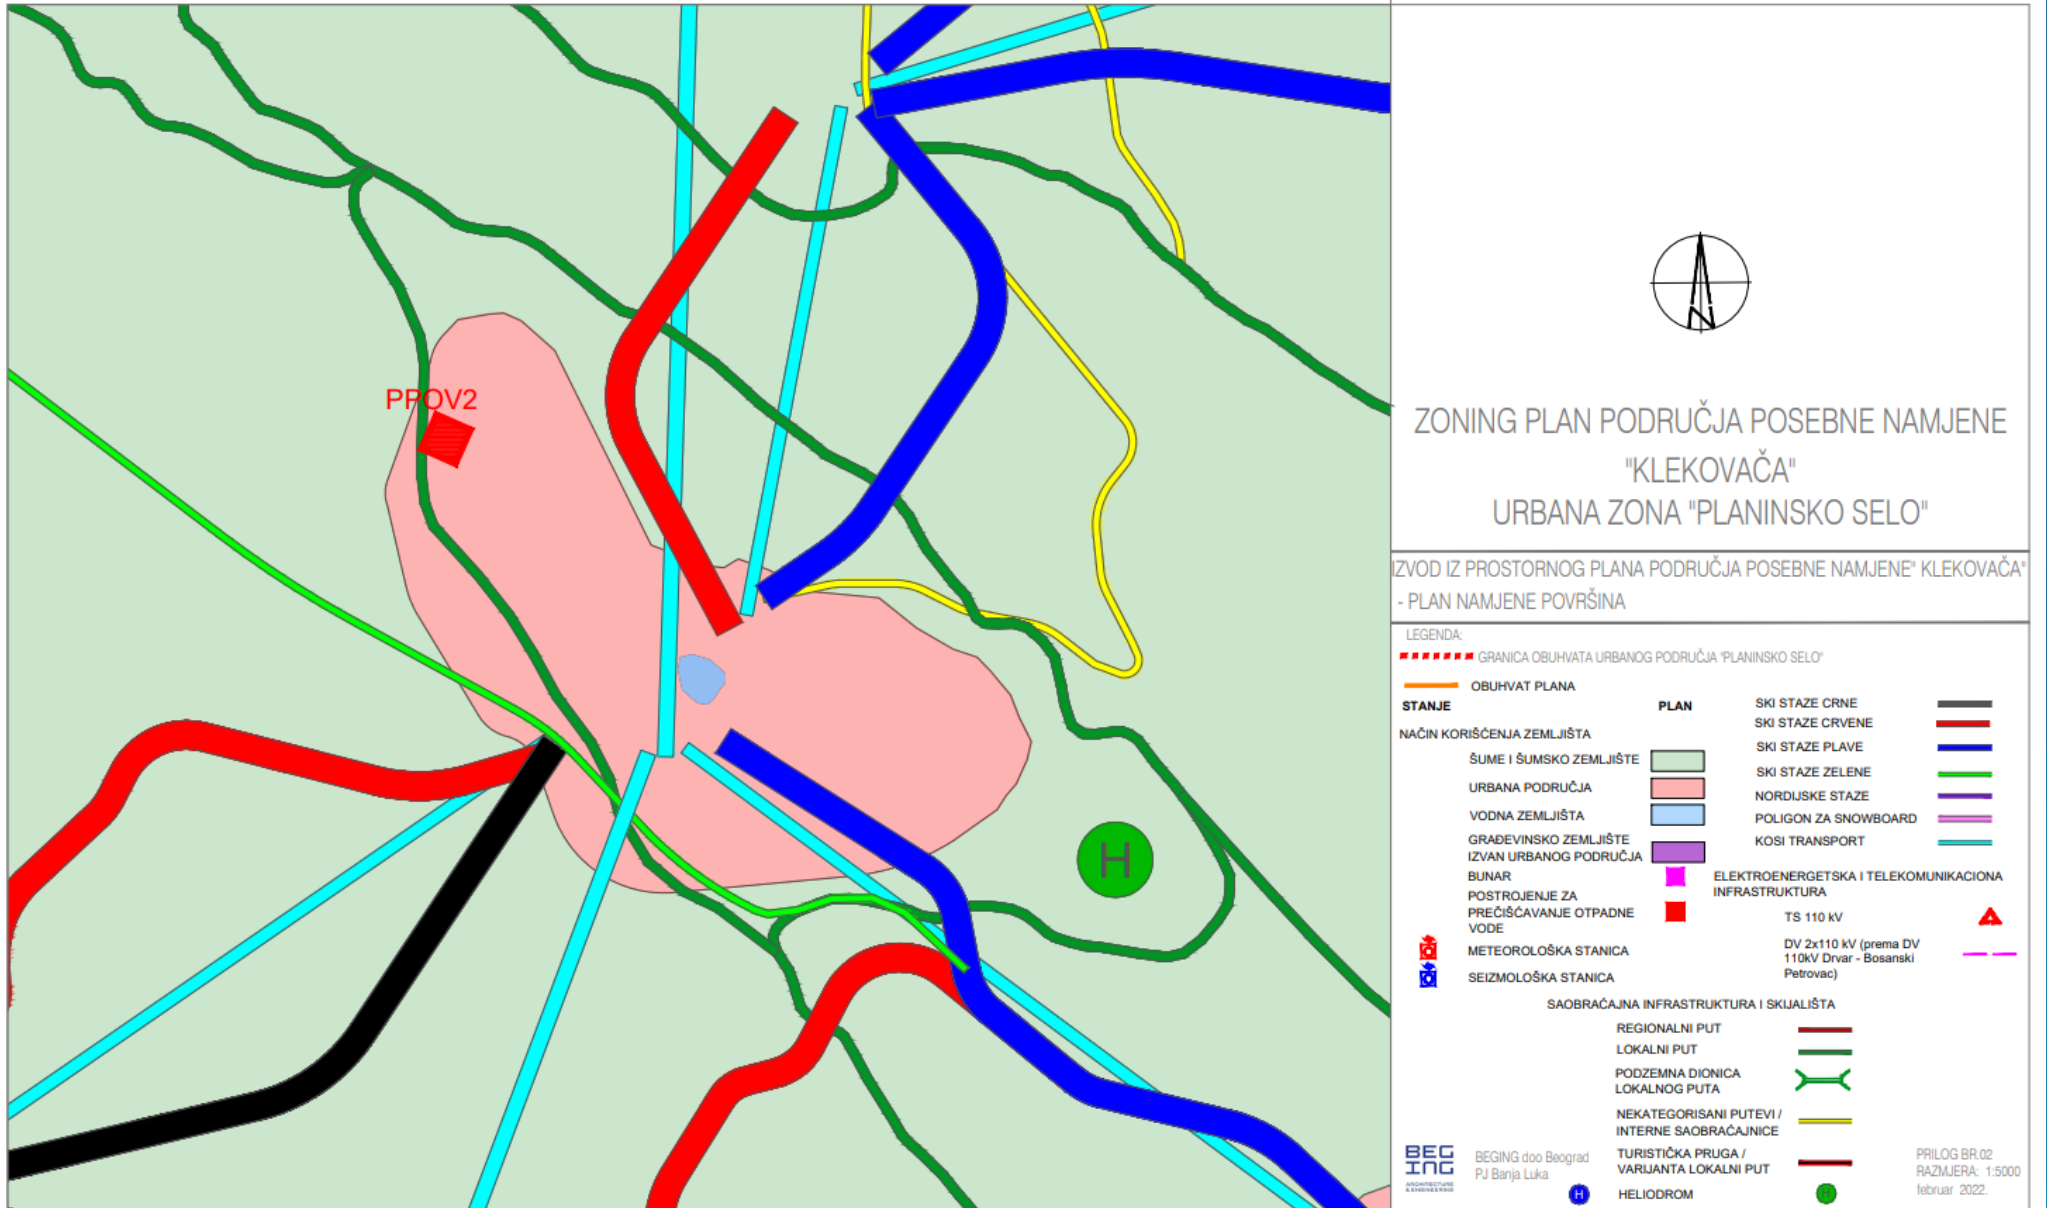 PPOV2
H
N
ZONING PLAN PODRUČJA POSEBNE NAMJENE
"KLEKOVAČA"
URBANA ZONA "PLANINSKO SELO"
IZVOD IZ PROSTORNOG PLANA PODRUČJA POSEBNE NAMJENE" KLEKOVAČA"
- PLAN NAMJENE POVRŠINA
LEGENDA:
GRANICA OBUHVATA URBANOG PODRUČJA "PLANINSKO SELO"
OBUHVAT PLANA
STANJE
PLAN
NAČIN KORIŠĆENJA ZEMLJIŠTA
ŠUME I ŠUMSKO ZEMLJIŠTE
URBANA PODRUČJA
VODNA ZEMLJIŠTA
GRAĐEVINSKO ZEMLJIŠTE
IZVAN URBANOG PODRUČJA
BUNAR
POSTROJENJE ZA
PREČIŠĆAVANJE OTPADNE
VODE
METEOROLOŠKA STANICA
SEIZMOLOŠKA STANICA
SKI STAZE CRNE
SKI STAZE CRVENE
SKI STAZE PLAVE
SKI STAZE ZELENE
NORDIJSKE STAZE
POLIGON ZA SNOWBOARD
KOSI TRANSPORT
ELEKTROENERGETSKA I TELEKOMUNIKACIONA
INFRASTRUKTURA
TS 110 kV
DV 2x110 kV (prema DV
110kV Drvar - Bosanski
Petrovac)
SAOBRAĆAJNA INFRASTRUKTURA I SKIJALIŠTA
REGIONALNI PUT
LOKALNI PUT
PODZEMNA DIONICA
LOKALNOG PUTA
NEKATEGORISANI PUTEVI /
INTERNE SAOBRAĆAJNICE
TURISTIČKA PRUGA /
VARIJANTA LOKALNI PUT
H
HELIODROM
H
BEG
ING
ARCHITECTURE
& ENGINEERING
BEGING doo Beograd
PJ Banja Luka
PRILOG BR.02
RAZMJERA: 1:5000
februar 2022.